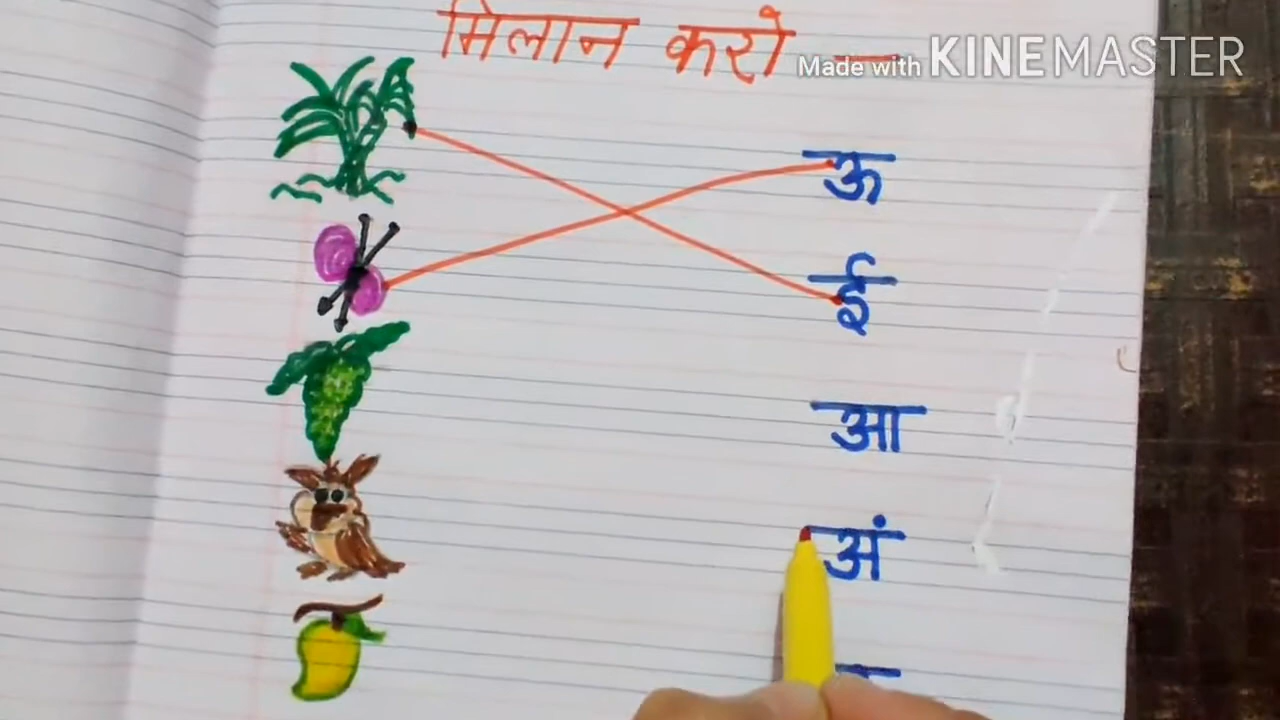 मिलान करो —
Made with KINEMASTER
ऊ
ई
आ
अं